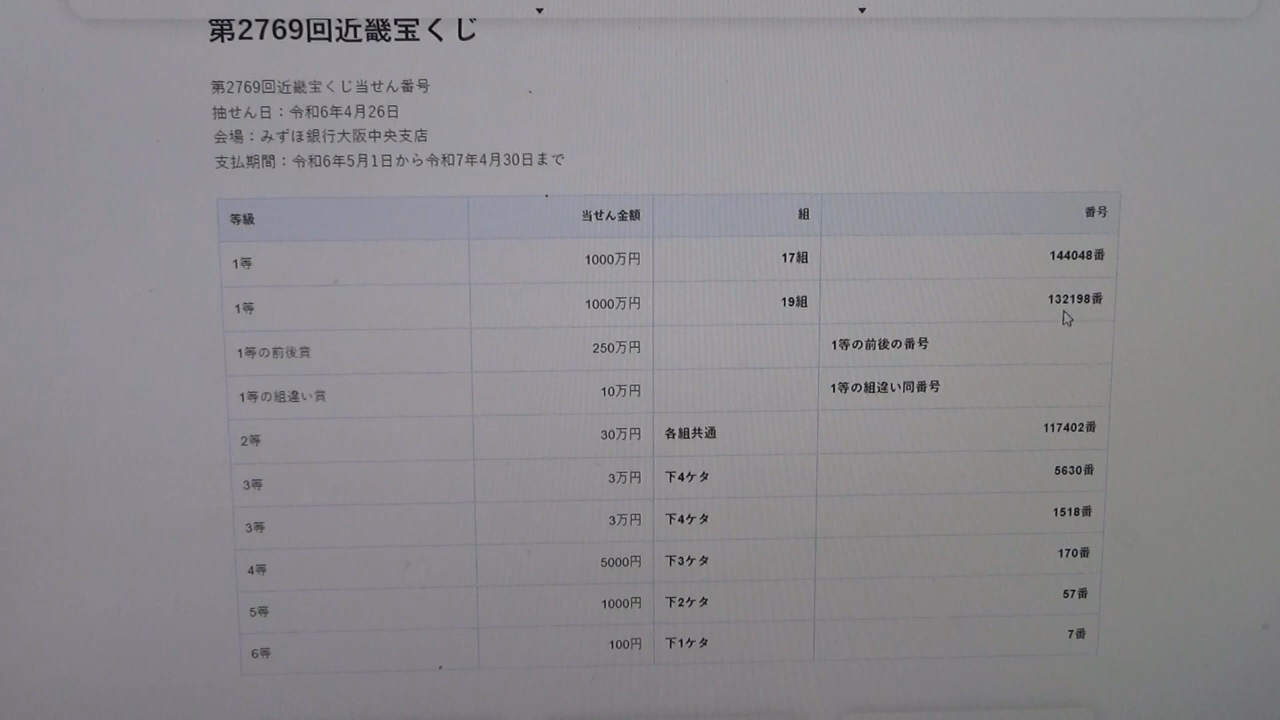 第2769回近畿宝くじ
第2769回近畿宝くじ当せん番号
抽せん日：令和6年4月26日
会場：みずほ銀行大阪中央支店
支払期間：令和6年5月1日から令和7年4月30日まで
等級 当せん金額 組 番号
1等 1000万円 17組 144048番
1等 1000万円 19組 132198番
1等の前後賞 250万円 1等の前後の番号
1等の組違い賞 10万円 1等の組違い同番号
2等 30万円 各組共通 117402番
3等 3万円 下4ケタ 5630番
3等 3万円 下4ケタ 1518番
4等 5000円 下3ケタ 170番
5等 1000円 下2ケタ 57番
6等 100円 下1ケタ 7番